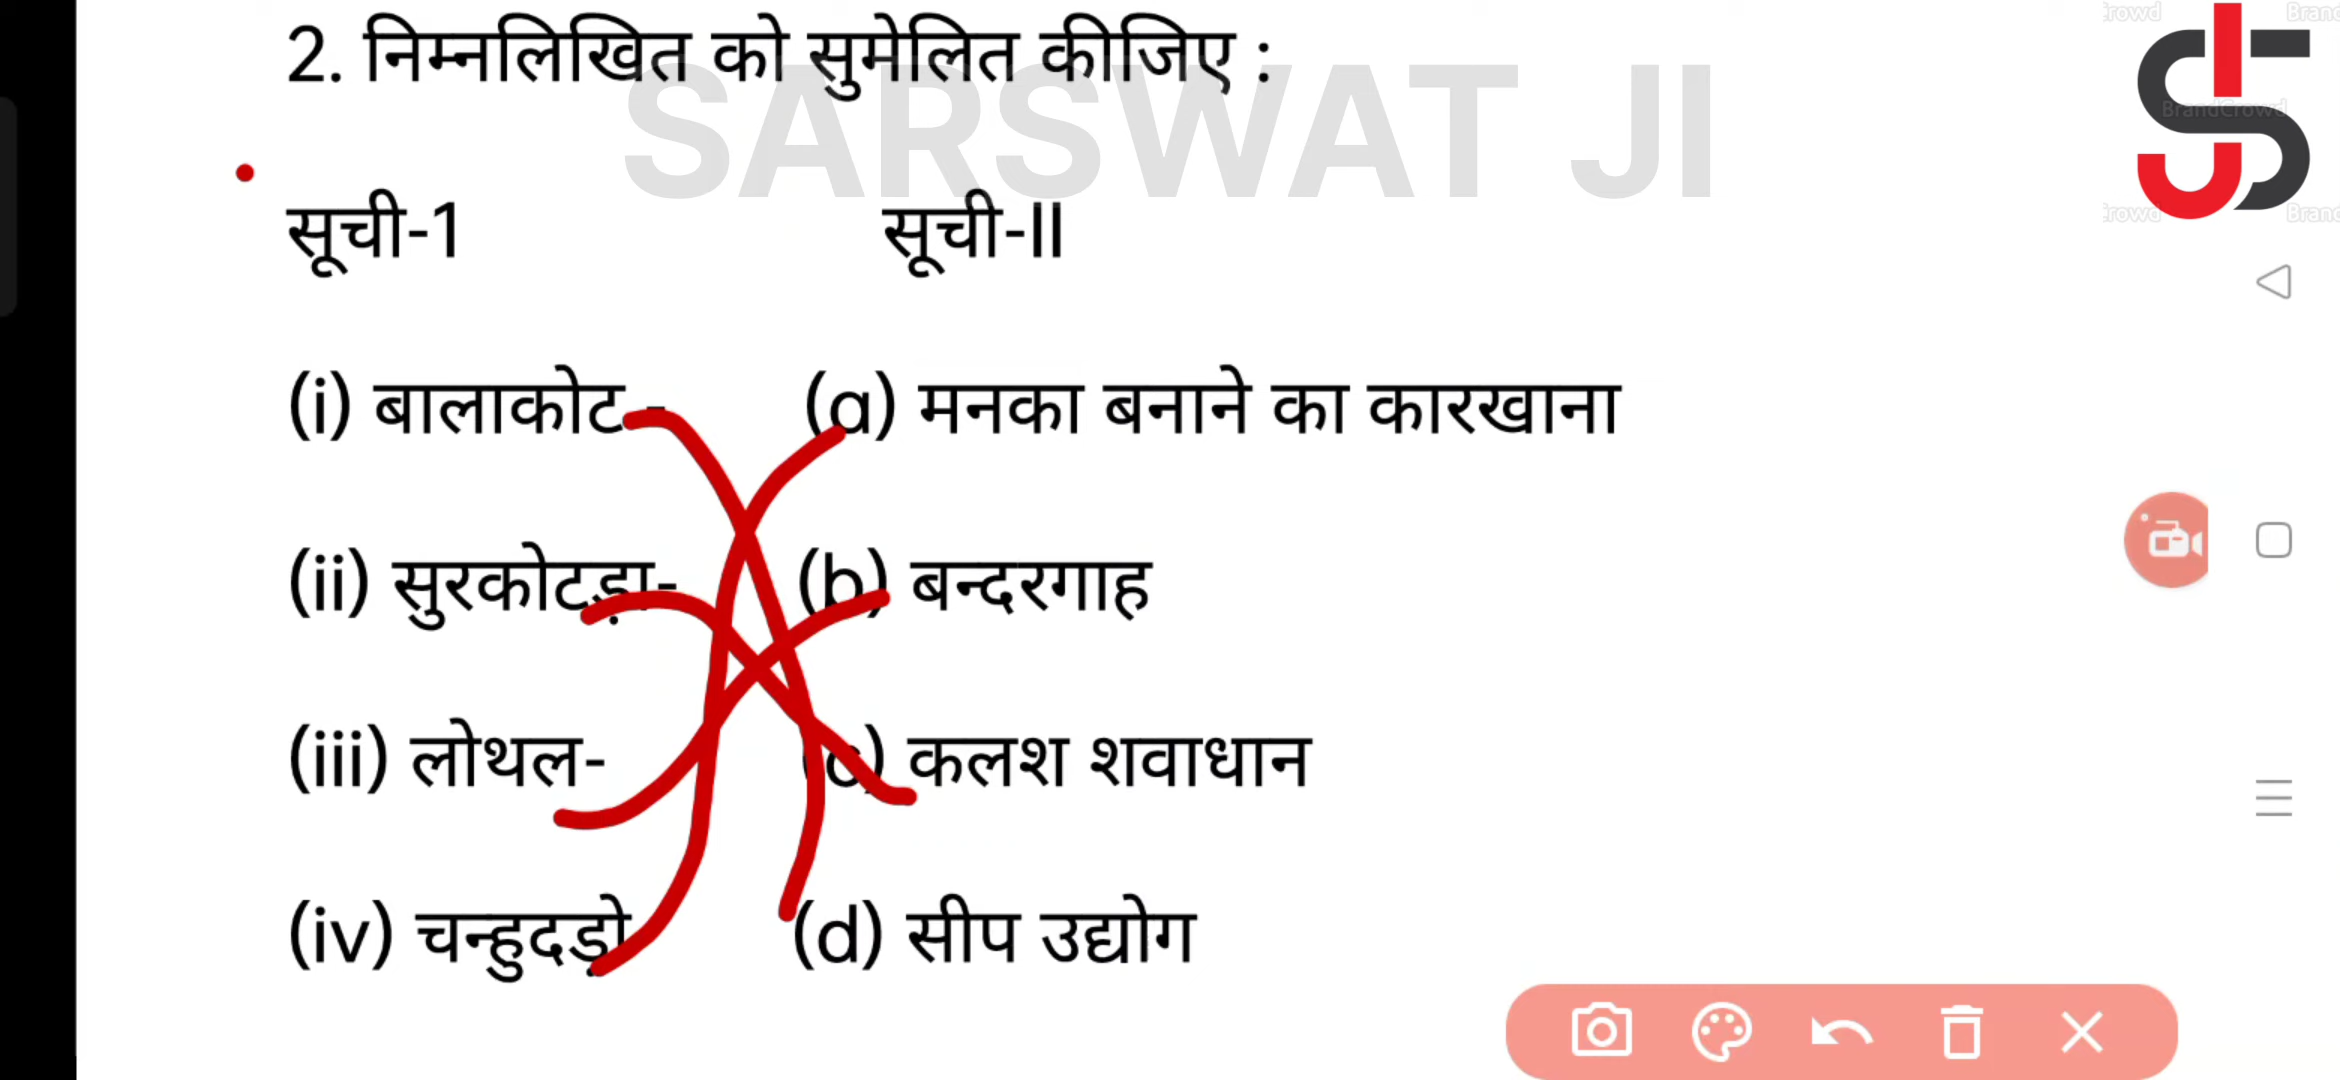 2. निम्नलिखित को सुमेलित कीजिए :
SARSWAT JI
BrandCrowd
सूची-1 सूची-II
(i) बालाकोट - (a) मनका बनाने का कारखाना
(ii) सुरकोटड़ा- (b) बन्दरगाह
(iii) लोथल- (c) कलश शवाधान
(iv) चन्हुदड़ो (d) सीप उद्योग